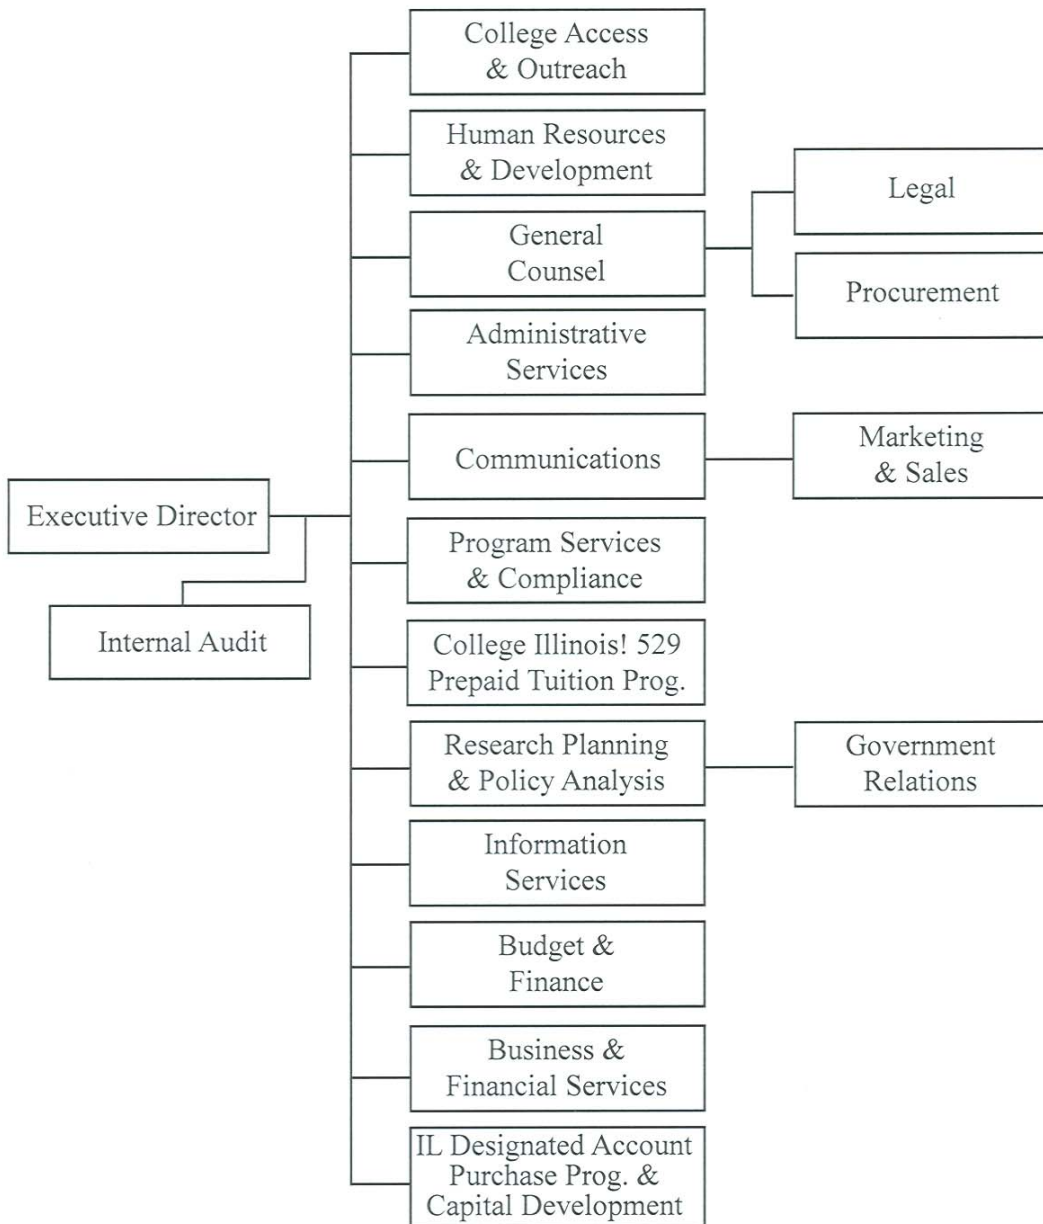 College Access
& Outreach
Human Resources
& Development
Legal
General
Counsel
Procurement
Administrative
Services
Communications
Marketing
& Sales
Executive Director
Program Services
& Compliance
Internal Audit
College Illinois! 529
Prepaid Tuition Prog.
Research Planning
& Policy Analysis
Government
Relations
Information
Services
Budget &
Finance
Business &
Financial Services
IL Designated Account
Purchase Prog. &
Capital Development